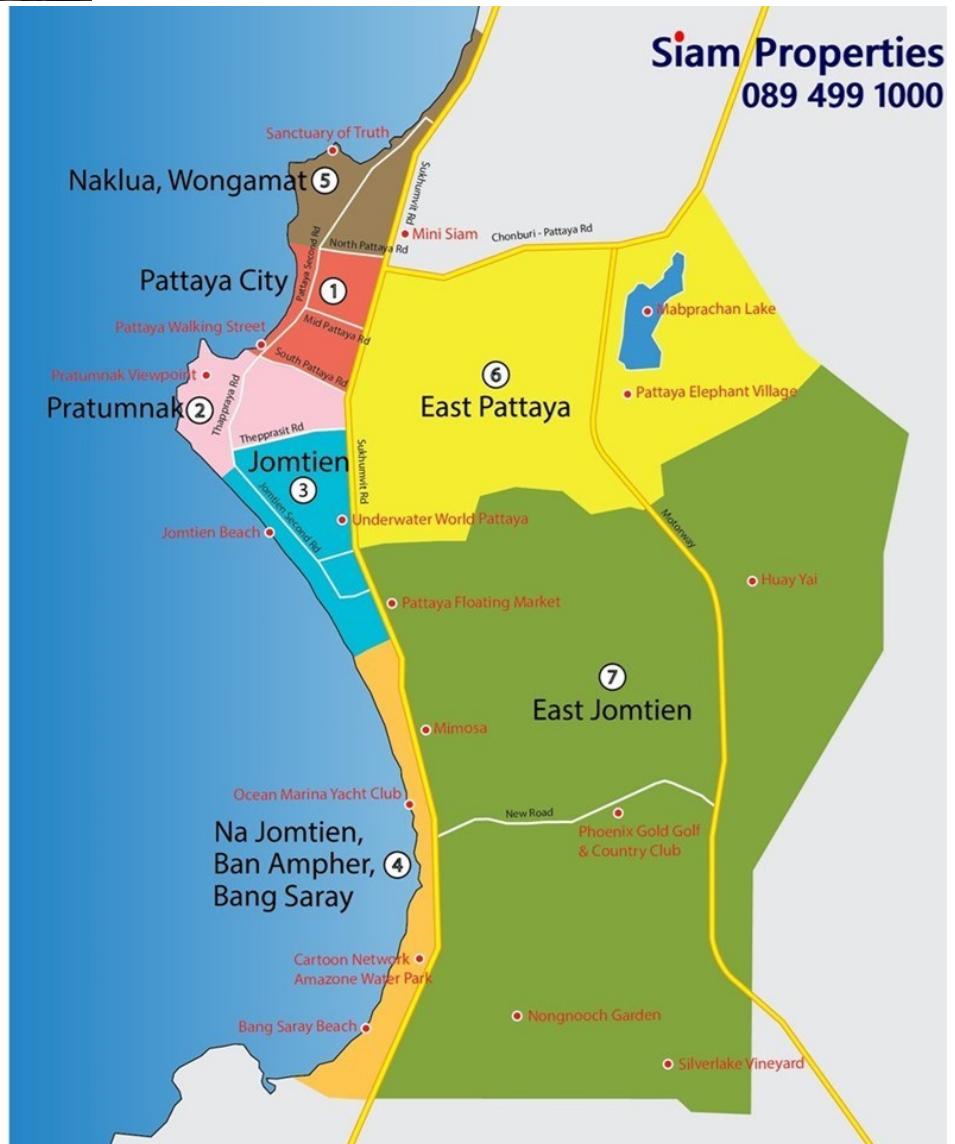 Siam Properties
089 499 1000
Sanctuary of Truth
Naklua, Wongamat 5
Sukhumvit Rd
Mini Siam
Chonburi - Pattaya Rd
North Pattaya Rd
Pattaya Second Rd
Pattaya City
1
Mabprachan Lake
Mid Pattaya Rd
Pattaya Walking Street
South Pattaya Rd
Pratumnak Viewpoint
Pratumnak 2
Thappraya Rd
6
East Pattaya
Pattaya Elephant Village
Thepprasit Rd
Jomtien
3
Sukhumvit Rd
Jomtien Second Rd
Underwater World Pattaya
Jomtien Beach
Motorway
Huay Yai
Pattaya Floating Market
7
East Jomtien
Mimosa
Ocean Marina Yacht Club
New Road
Phoenix Gold Golf
& Country Club
Na Jomtien,
Ban Ampher,
Bang Saray
4
Cartoon Network
Amazone Water Park
Bang Saray Beach
Nongnooch Garden
Silverlake Vineyard